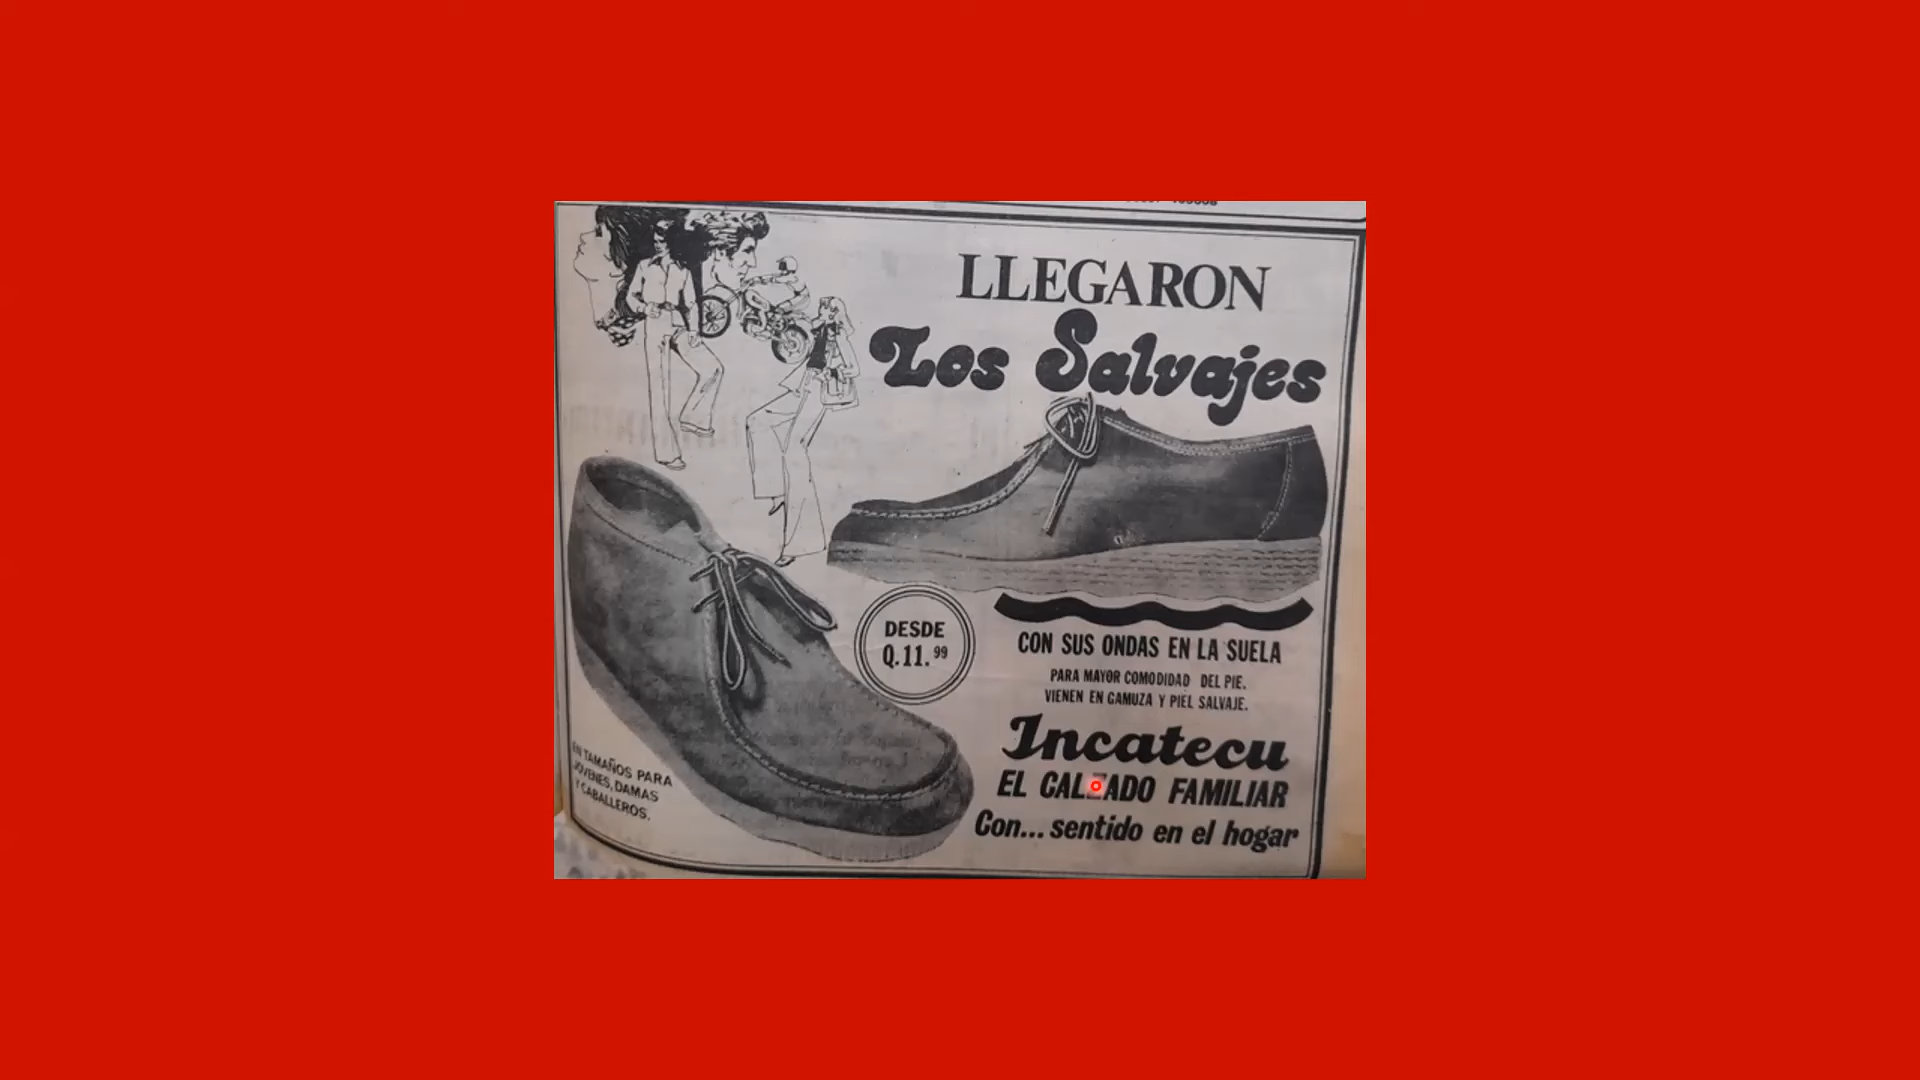 LLEGARON
Los Salvajes
DESDE
Q.11.99
CON SUS ONDAS EN LA SUELA
PARA MAYOR COMODIDAD DEL PIE.
VIENEN EN GAMUZA Y PIEL SALVAJE.
Incatecu
EL CALZADO FAMILIAR
Con... sentido en el hogar
EN TAMAÑOS PARA
JOVENES, DAMAS
Y CABALLEROS.